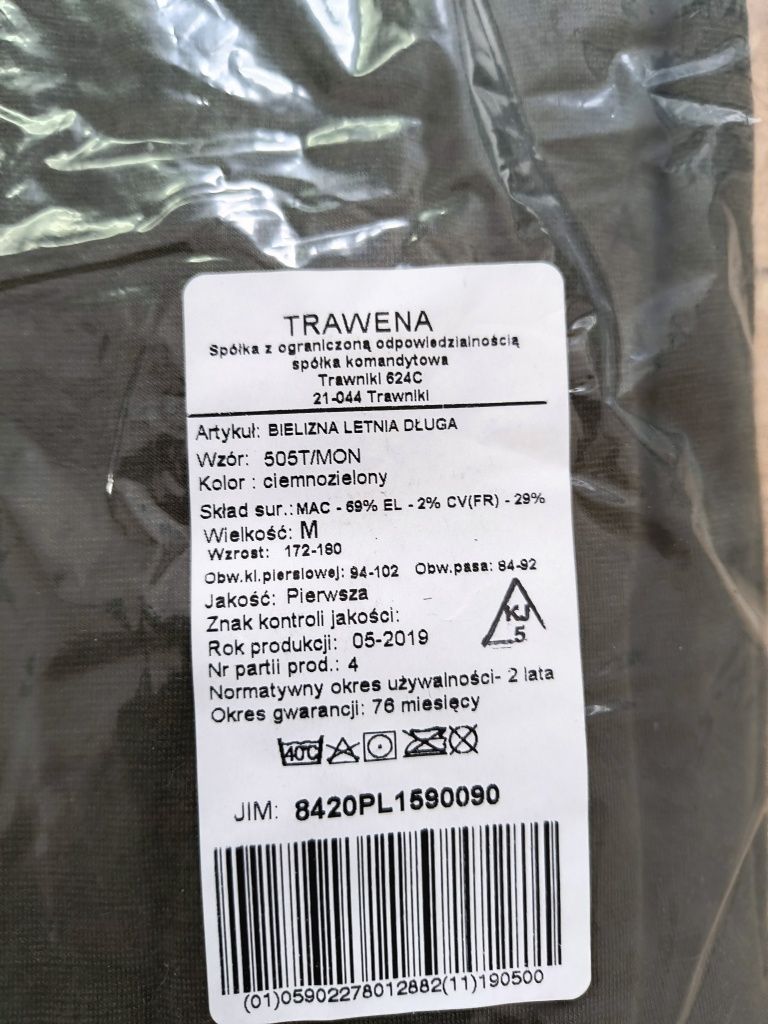 TRAWENA
Spółka z ograniczoną odpowiedzialnością
spółka komandytowa
Trawniki 624C
21-044 Trawniki
Artykuł: BIELIZNA LETNIA DŁUGA
Wzór: 505T/MON
Kolor : ciemnozielony
Skład sur.: MAC - 69% EL - 2% CV(FR) - 29%
Wielkość: M
Wzrost: 172-180
Obw.kl.piersiowej: 94-102 Obw.pasa: 84-92
Jakość: Pierwsza
Znak kontroli jakości:
KJ
5
Rok produkcji: 05-2019
Nr partii prod.: 4
Normatywny okres używalności- 2 lata
Okres gwarancji: 76 miesięcy
40C
JIM: 8420PL1590090
(01)05902278012882(11)190500